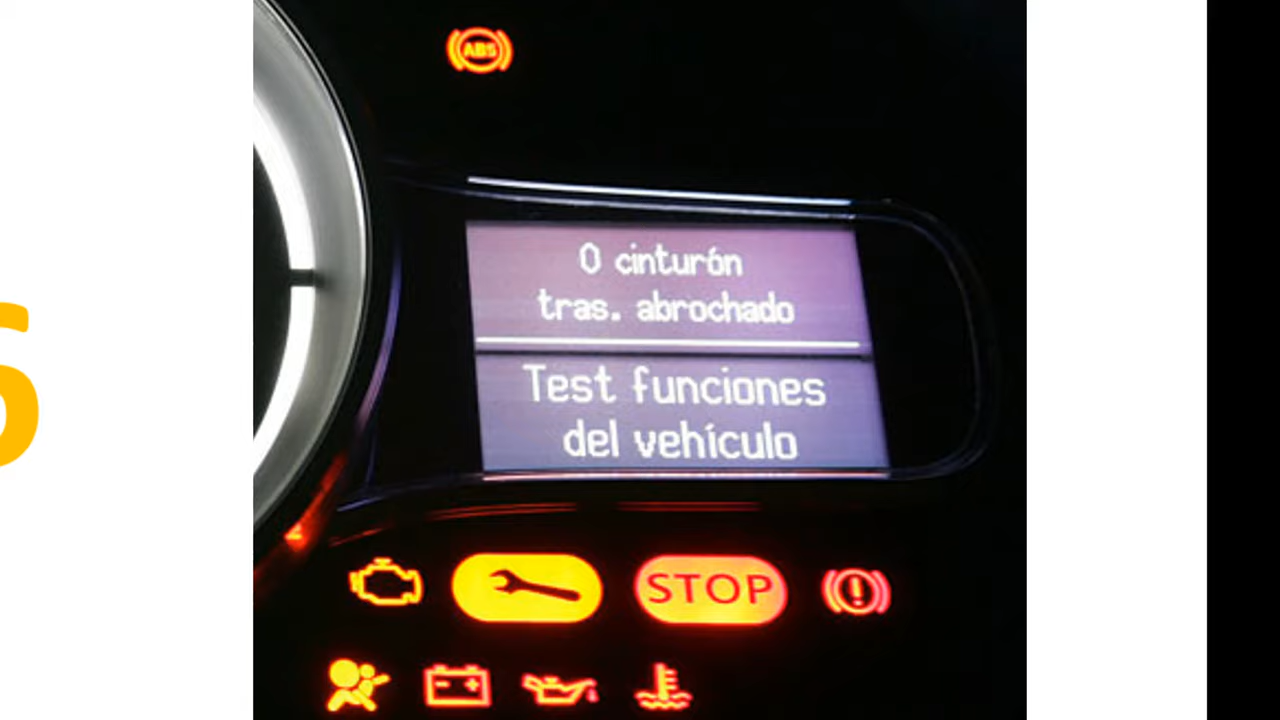 ABS
0 cinturón
tras. abrochado
Test funciones
del vehículo
STOP